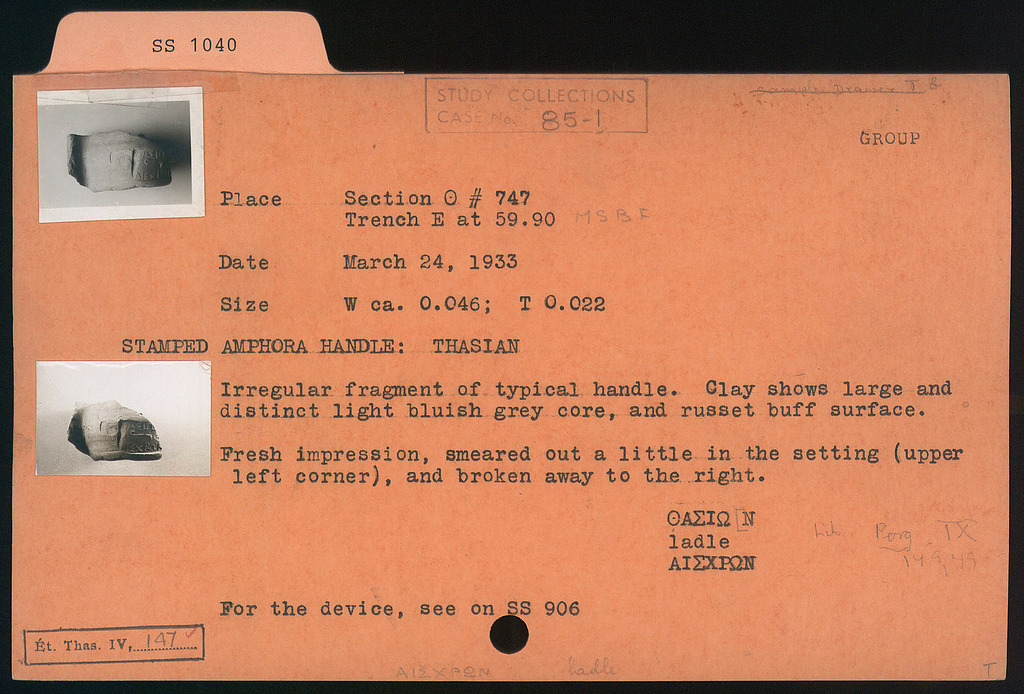 SS 1040
STUDY COLLECTIONS
CASE No. 85-1
Sample Drawer T
GROUP
Place Section Θ # 747
Trench E at 59.90 MSBF
Date March 24, 1933
Size W ca. 0.046; T 0.022
STAMPED AMPHORA HANDLE: THASIAN
Irregular fragment of typical handle. Clay shows large and
distinct light bluish grey core, and russet buff surface.
Fresh impression, smeared out a little in the setting (upper
left corner), and broken away to the right.
ΘΑΣΙΩ[Ν
ladle
ΑΙΣΧΡΩΝ
Perg. IX
For the device, see on SS 906
Ét. Thas. IV, 147 ✓
ΑΙΣΧΡΩΝ ladle
T